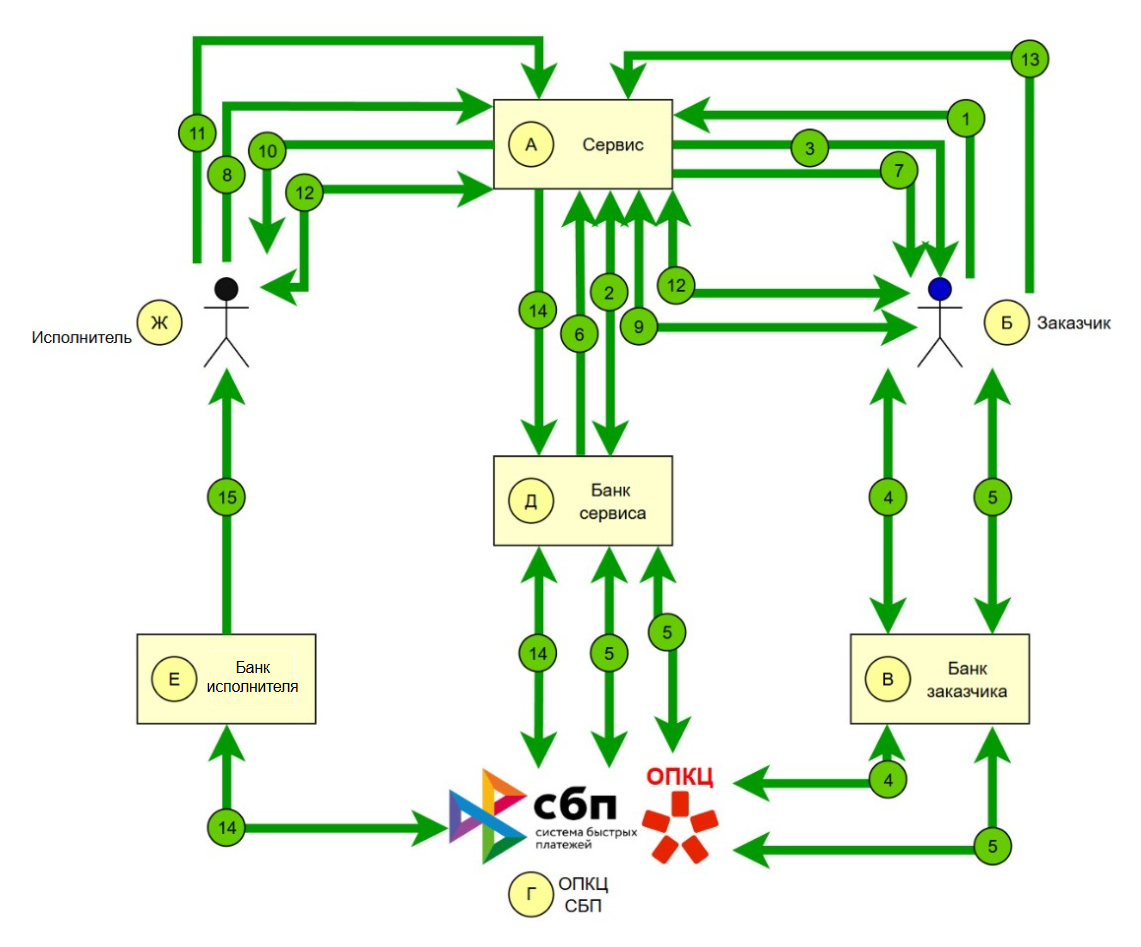 13
1
11
А
Сервис
3
10
7
8
12
12
2
14
9
6
Ж
Исполнитель
Б
Заказчик
15
Д
Банк
сервиса
4
5
14
5
5
Е
Банк
исполнителя
В
Банк
заказчика
4
14
5
сбп
система быстрых
платежей
ОПКЦ
Г
ОПКЦ
СБП